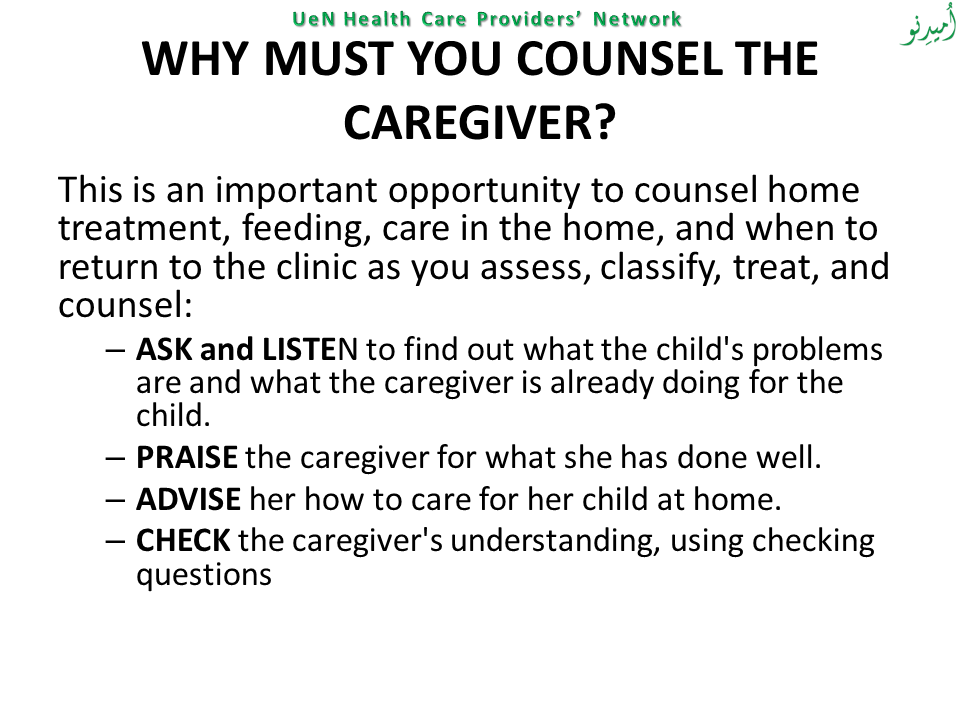 UeN Health Care Providers’ Network
اُمیدِنو
WHY MUST YOU COUNSEL THE
CAREGIVER?
This is an important opportunity to counsel home
treatment, feeding, care in the home, and when to
return to the clinic as you assess, classify, treat, and
counsel:
– ASK and LISTEN to find out what the child's problems
are and what the caregiver is already doing for the
child.
– PRAISE the caregiver for what she has done well.
– ADVISE her how to care for her child at home.
– CHECK the caregiver's understanding, using checking
questions